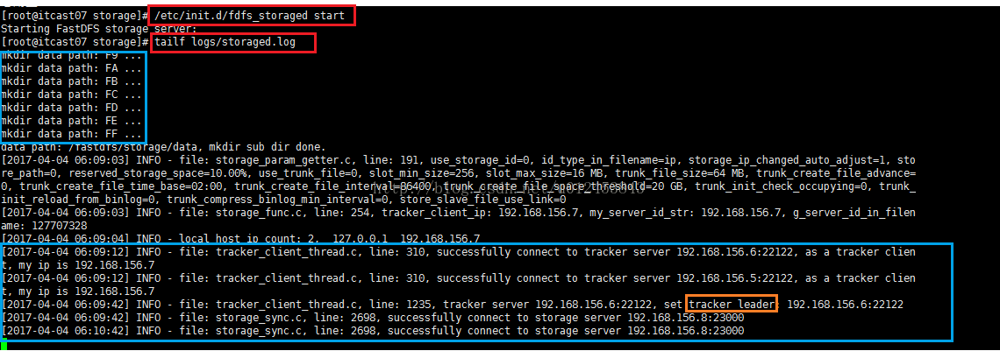 [root@itcast07 storage]# /etc/init.d/fdfs_storaged start
Starting FastDFS storage server:
[root@itcast07 storage]# tailf logs/storaged.log
mkdir data path: F9 ...
mkdir data path: FA ...
mkdir data path: FB ...
mkdir data path: FC ...
mkdir data path: FD ...
mkdir data path: FE ...
mkdir data path: FF ...
data path: /fastdfs/storage/data, mkdir sub dir done.
[2017-04-04 06:09:03] INFO - file: storage_param_getter.c, line: 191, use_storage_id=0, id_type_in_filename=ip, storage_ip_changed_auto_adjust=1, sto
re_path=0, reserved_storage_space=10.00%, use_trunk_file=0, slot_min_size=256, slot_max_size=16 MB, trunk_file_size=64 MB, trunk_create_file_advance=
0, trunk_create_file_time_base=02:00, trunk_create_file_interval=86400, trunk_create_file_space_threshold=20 GB, trunk_init_check_occupying=0, trunk_
init_reload_from_binlog=0, trunk_compress_binlog_min_interval=0, store_slave_file_use_link=0
[2017-04-04 06:09:03] INFO - file: storage_func.c, line: 254, tracker_client_ip: 192.168.156.7, my_server_id_str: 192.168.156.7, g_server_id_in_filen
ame: 127707328
[2017-04-04 06:09:04] INFO - local_host_ip_count: 2,  127.0.0.1  192.168.156.7
[2017-04-04 06:09:12] INFO - file: tracker_client_thread.c, line: 310, successfully connect to tracker server 192.168.156.6:22122, as a tracker clien
t, my ip is 192.168.156.7
[2017-04-04 06:09:12] INFO - file: tracker_client_thread.c, line: 310, successfully connect to tracker server 192.168.156.5:22122, as a tracker clien
t, my ip is 192.168.156.7
[2017-04-04 06:09:42] INFO - file: tracker_client_thread.c, line: 1235, tracker server 192.168.156.6:22122, set tracker leader: 192.168.156.6:22122
[2017-04-04 06:09:42] INFO - file: storage_sync.c, line: 2698, successfully connect to storage server 192.168.156.8:23000
[2017-04-04 06:10:42] INFO - file: storage_sync.c, line: 2698, successfully connect to storage server 192.168.156.8:23000